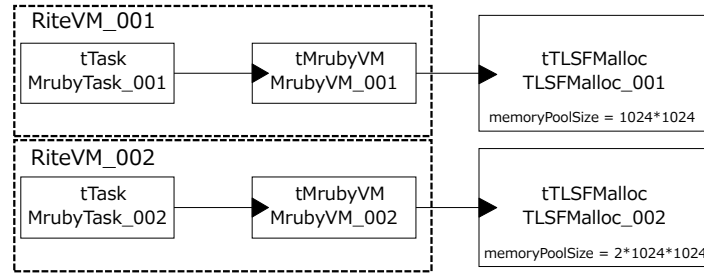 RiteVM_001
tTask
MrubyTask_001
tMrubyVM
MrubyVM_001
tTLSFMalloc
TLSFMalloc_001
memoryPoolSize = 1024*1024
RiteVM_002
tTask
MrubyTask_002
tMrubyVM
MrubyVM_002
tTLSFMalloc
TLSFMalloc_002
memoryPoolSize = 2*1024*1024